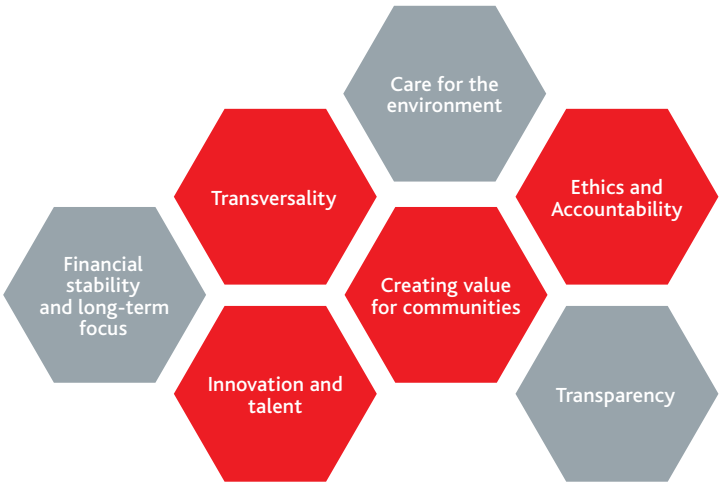 Care for the
environment
Transversality
Ethics and
Accountability
Financial
stability
and long-term
focus
Creating value
for communities
Innovation and
talent
Transparency